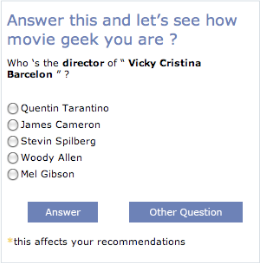 Answer this and let's see how
movie geek you are ?
Who 's the director of " Vicky Cristina
Barcelon " ?
Quentin Tarantino
James Cameron
Stevin Spilberg
Woody Allen
Mel Gibson
Answer
Other Question
*this affects your recommendations